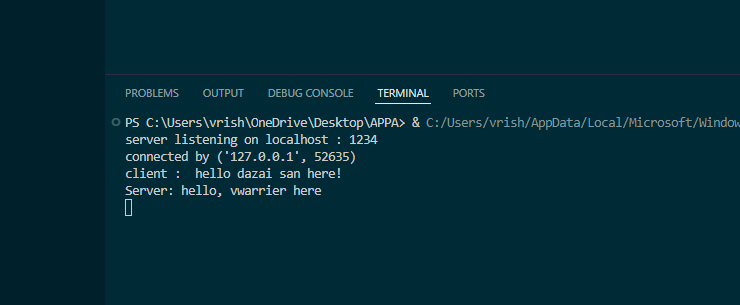 PROBLEMS OUTPUT DEBUG CONSOLE TERMINAL PORTS
PS C:\Users\vrish\OneDrive\Desktop\APPA> & C:/Users/vrish/AppData/Local/Microsoft/Window
server listening on localhost : 1234
connected by ('127.0.0.1', 52635)
client :  hello dazai san here!
Server: hello, vwarrier here